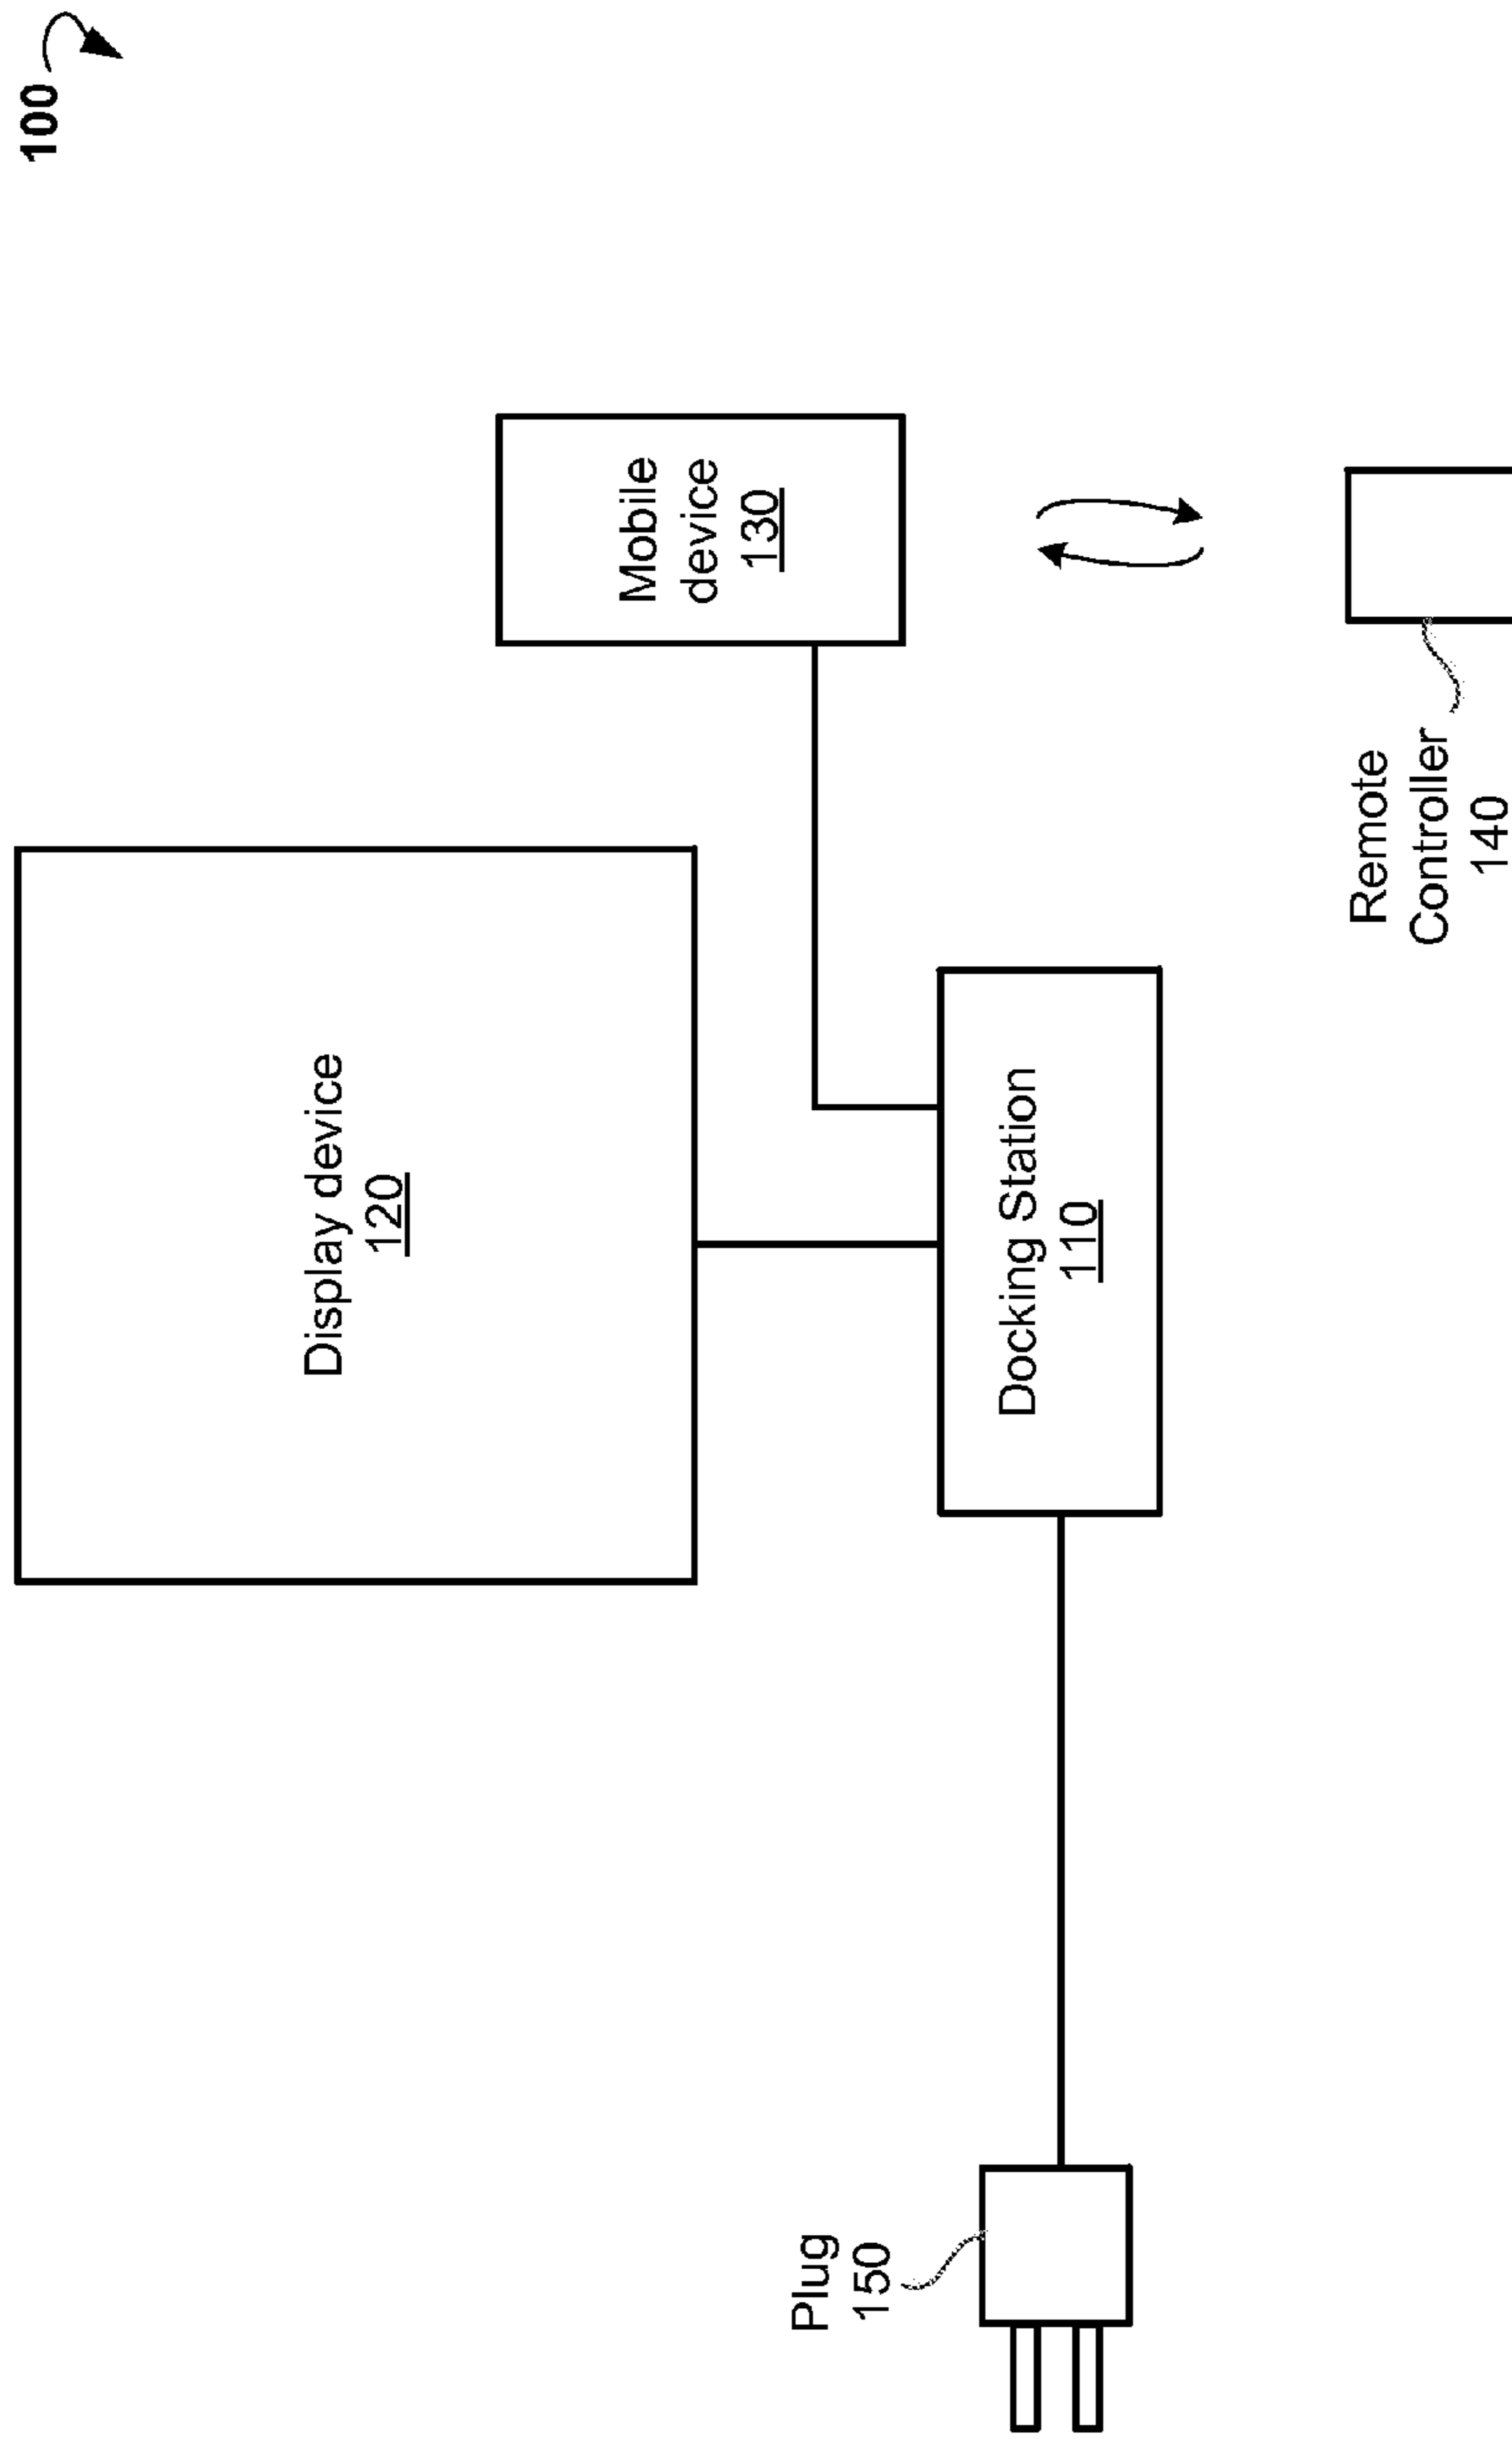 100
Display device
120
Mobile
device
130
Docking Station
110
Plug
150
Remote
Controller
140